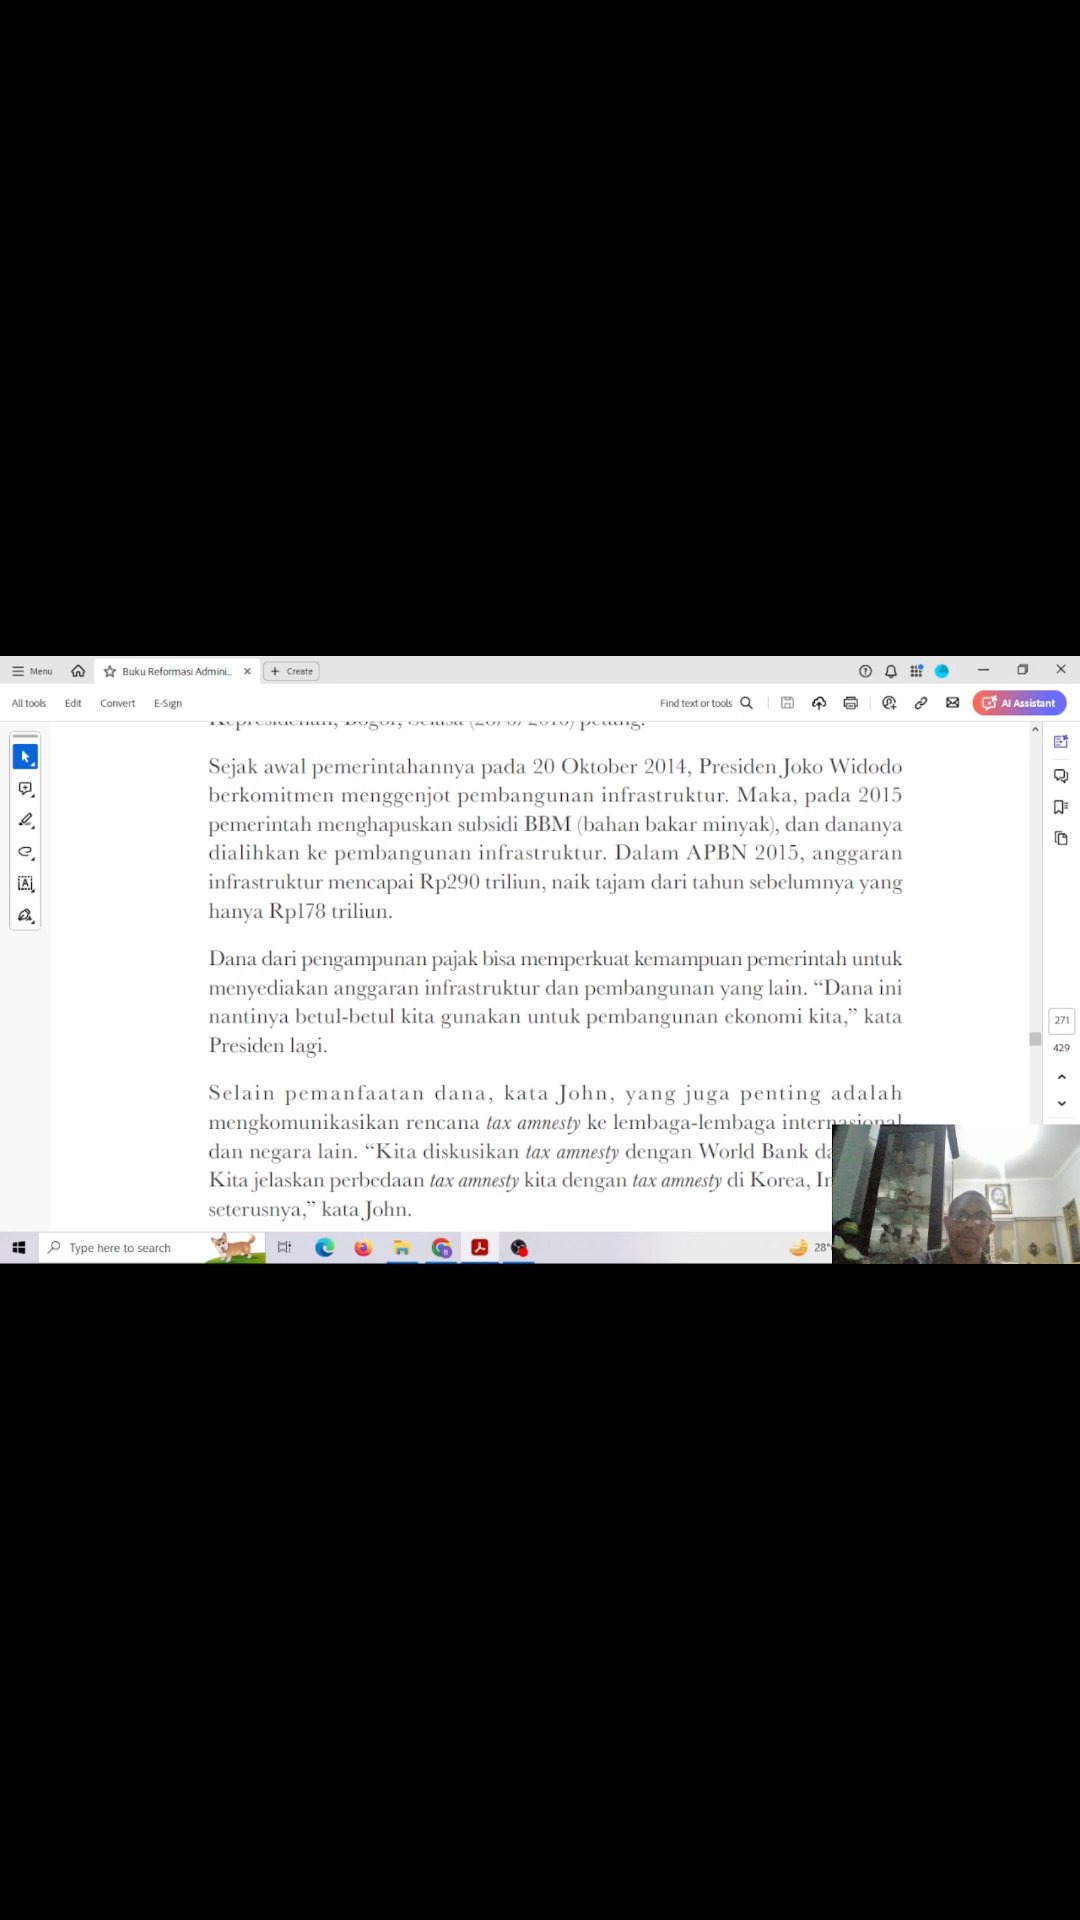 Menu
Buku Reformasi Admini...
Create
All tools
Edit
Convert
E-Sign
Find text or tools
AI Assistant
Sejak awal pemerintahannya pada 20 Oktober 2014, Presiden Joko Widodo
berkomitmen menggenjot pembangunan infrastruktur. Maka, pada 2015
pemerintah menghapuskan subsidi BBM (bahan bakar minyak), dan dananya
dialihkan ke pembangunan infrastruktur. Dalam APBN 2015, anggaran
infrastruktur mencapai Rp290 triliun, naik tajam dari tahun sebelumnya yang
hanya Rp178 triliun.
Dana dari pengampunan pajak bisa memperkuat kemampuan pemerintah untuk
menyediakan anggaran infrastruktur dan pembangunan yang lain. “Dana ini
nantinya betul-betul kita gunakan untuk pembangunan ekonomi kita,” kata
Presiden lagi.
Selain pemanfaatan dana, kata John, yang juga penting adalah
mengkomunikasikan rencana tax amnesty ke lembaga-lembaga internasional
dan negara lain. “Kita diskusikan tax amnesty dengan World Bank
Kita jelaskan perbedaan tax amnesty kita dengan tax amnesty di Korea,
seterusnya,” kata John.
271
429
Type here to search
28°